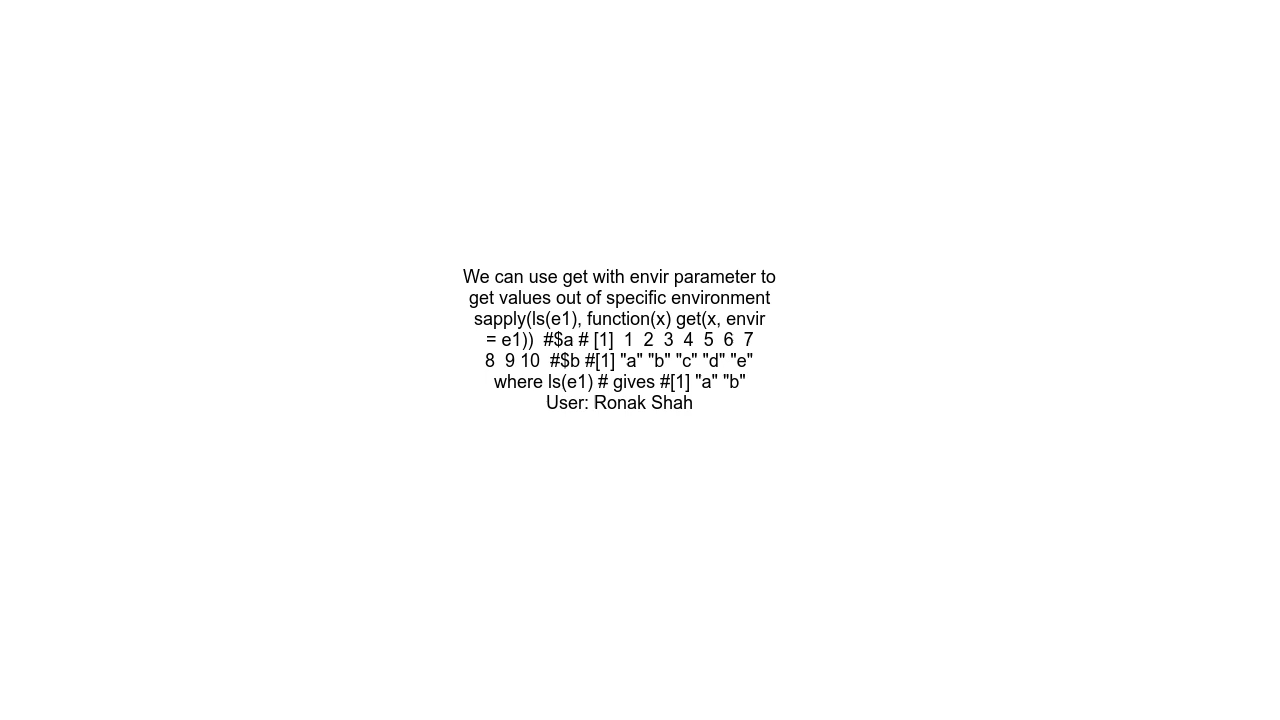 We can use get with envir parameter to
get values out of specific environment
sapply(ls(e1), function(x) get(x, envir
= e1))  #$a # [1]  1  2  3  4  5  6  7
8  9 10  #$b #[1] "a" "b" "c" "d" "e"
where ls(e1) # gives #[1] "a" "b"
User: Ronak Shah